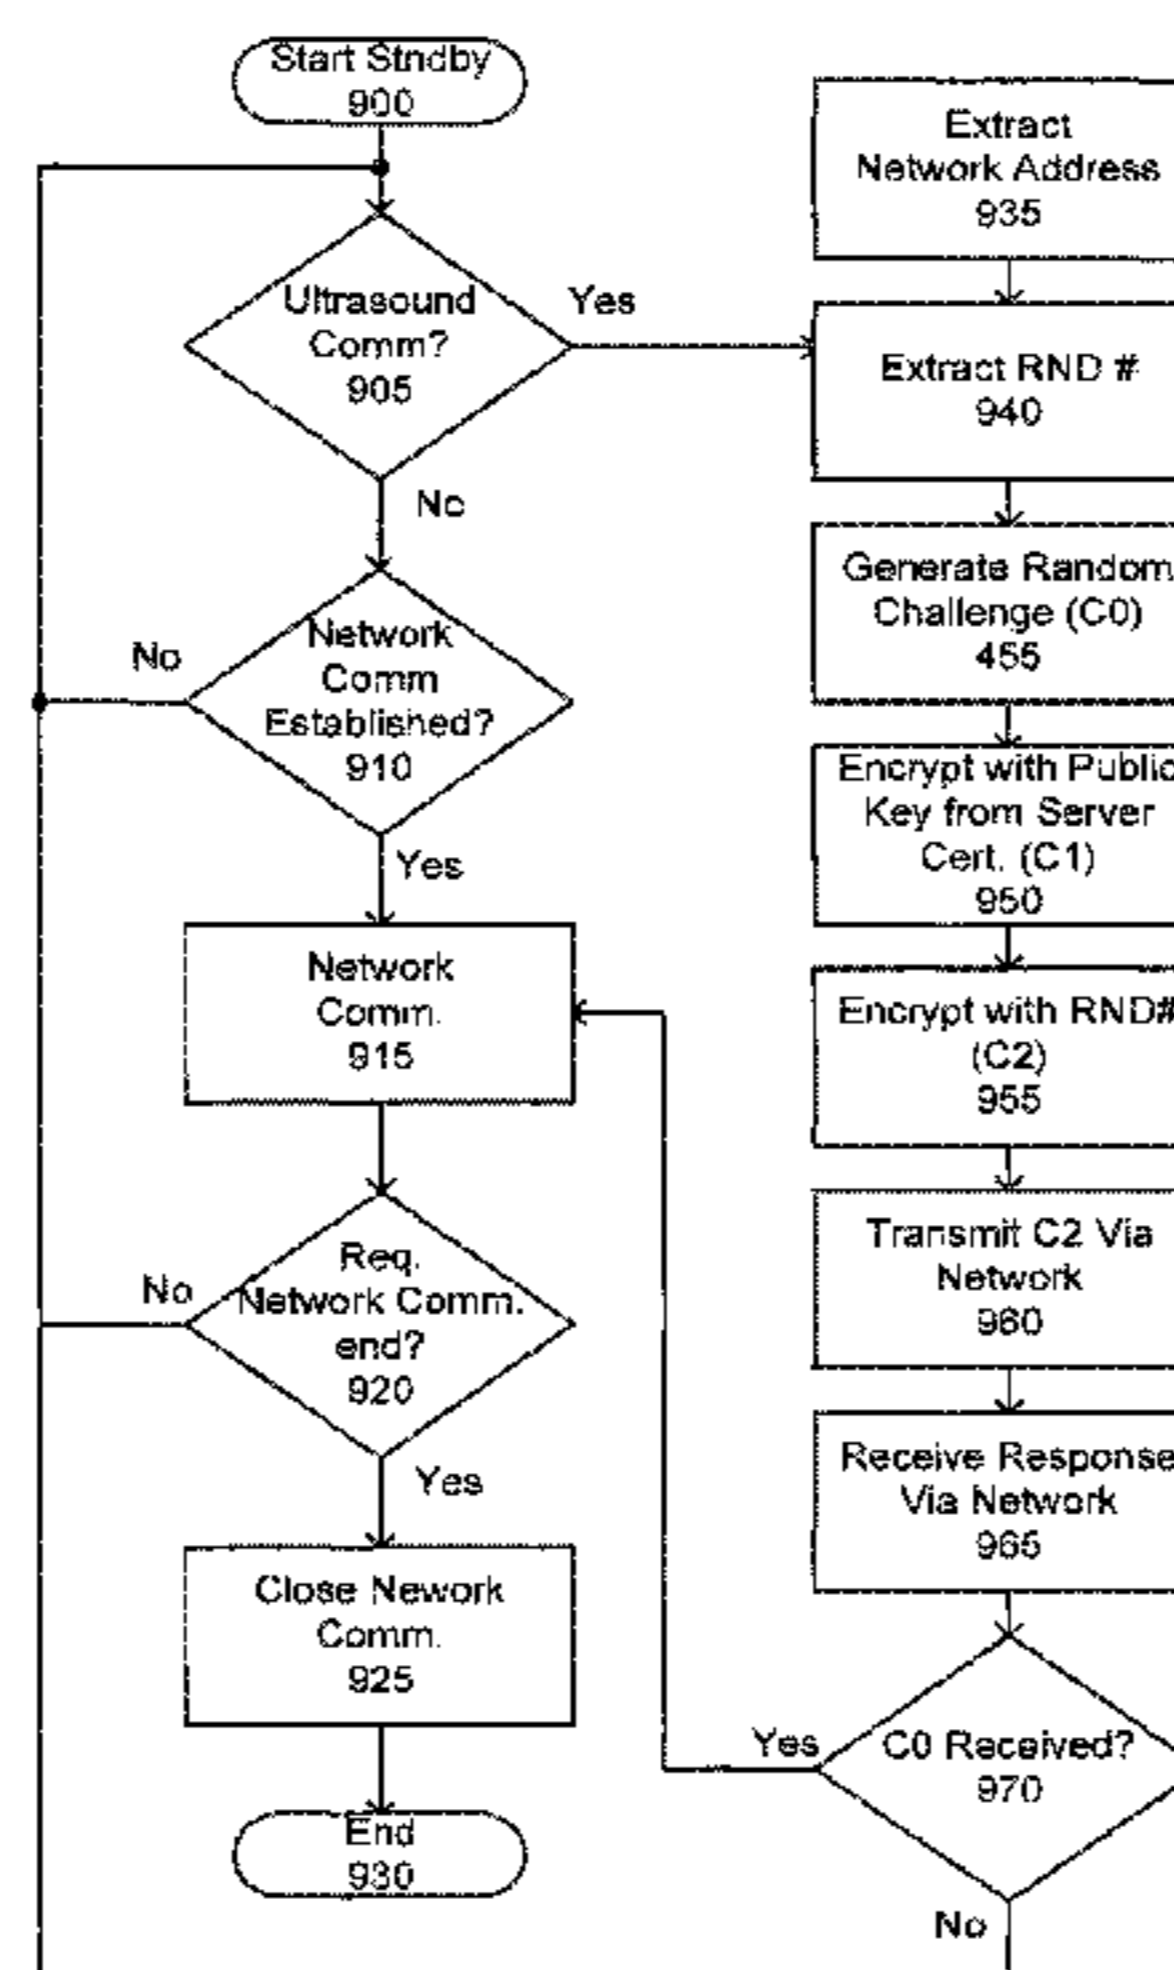 Start Stndby
900
Ultrasound
Comm?
905
Yes
No
Network
Comm
Established?
910
No
Yes
Network
Comm.
915
Req.
Network Comm.
end?
920
No
Yes
Close Nework
Comm.
925
End
930
Extract
Network Address
935
Extract RND #
940
Generate Random
Challenge (C0)
455
Encrypt with Public
Key from Server
Cert. (C1)
950
Encrypt with RND#
(C2)
955
Transmit C2 Via
Network
960
Receive Response
Via Network
965
C0 Received?
970
Yes
No